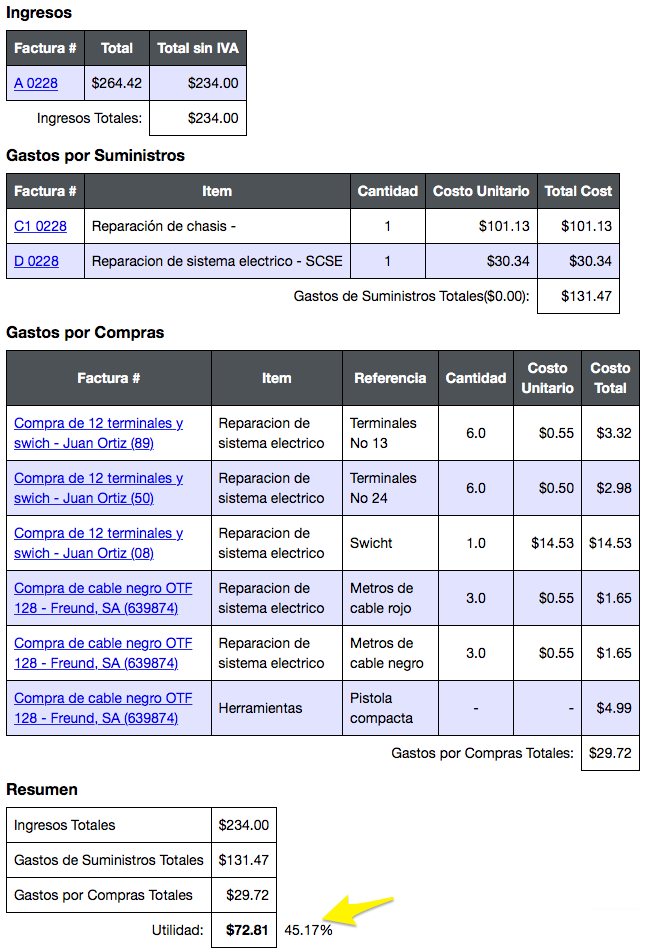 Ingresos
Factura # Total Total sin IVA
A 0228 $264.42 $234.00
Ingresos Totales: $234.00
Gastos por Suministros
Factura # Item Cantidad Costo Unitario Total Cost
C1 0228 Reparación de chasis - 1 $101.13 $101.13
D 0228 Reparacion de sistema electrico - SCSE 1 $30.34 $30.34
Gastos de Suministros Totales($0.00): $131.47
Gastos por Compras
Factura # Item Referencia Cantidad Costo Unitario Costo Total
Compra de 12 terminales y Reparacion de Terminales 6.0 $0.55 $3.32
swich - Juan Ortiz (89) sistema electrico No 13
Compra de 12 terminales y Reparacion de Terminales 6.0 $0.50 $2.98
swich - Juan Ortiz (50) sistema electrico No 24
Compra de 12 terminales y Reparacion de Swicht 1.0 $14.53 $14.53
swich - Juan Ortiz (08) sistema electrico
Compra de cable negro OTF Reparacion de Metros de 3.0 $0.55 $1.65
128 - Freund, SA (639874) sistema electrico cable rojo
Compra de cable negro OTF Reparacion de Metros de 3.0 $0.55 $1.65
128 - Freund, SA (639874) sistema electrico cable negro
Compra de cable negro OTF Herramientas Pistola - - $4.99
128 - Freund, SA (639874) compacta
Gastos por Compras Totales: $29.72
Resumen
Ingresos Totales $234.00
Gastos de Suministros Totales $131.47
Gastos por Compras Totales $29.72
Utilidad: $72.81 45.17%